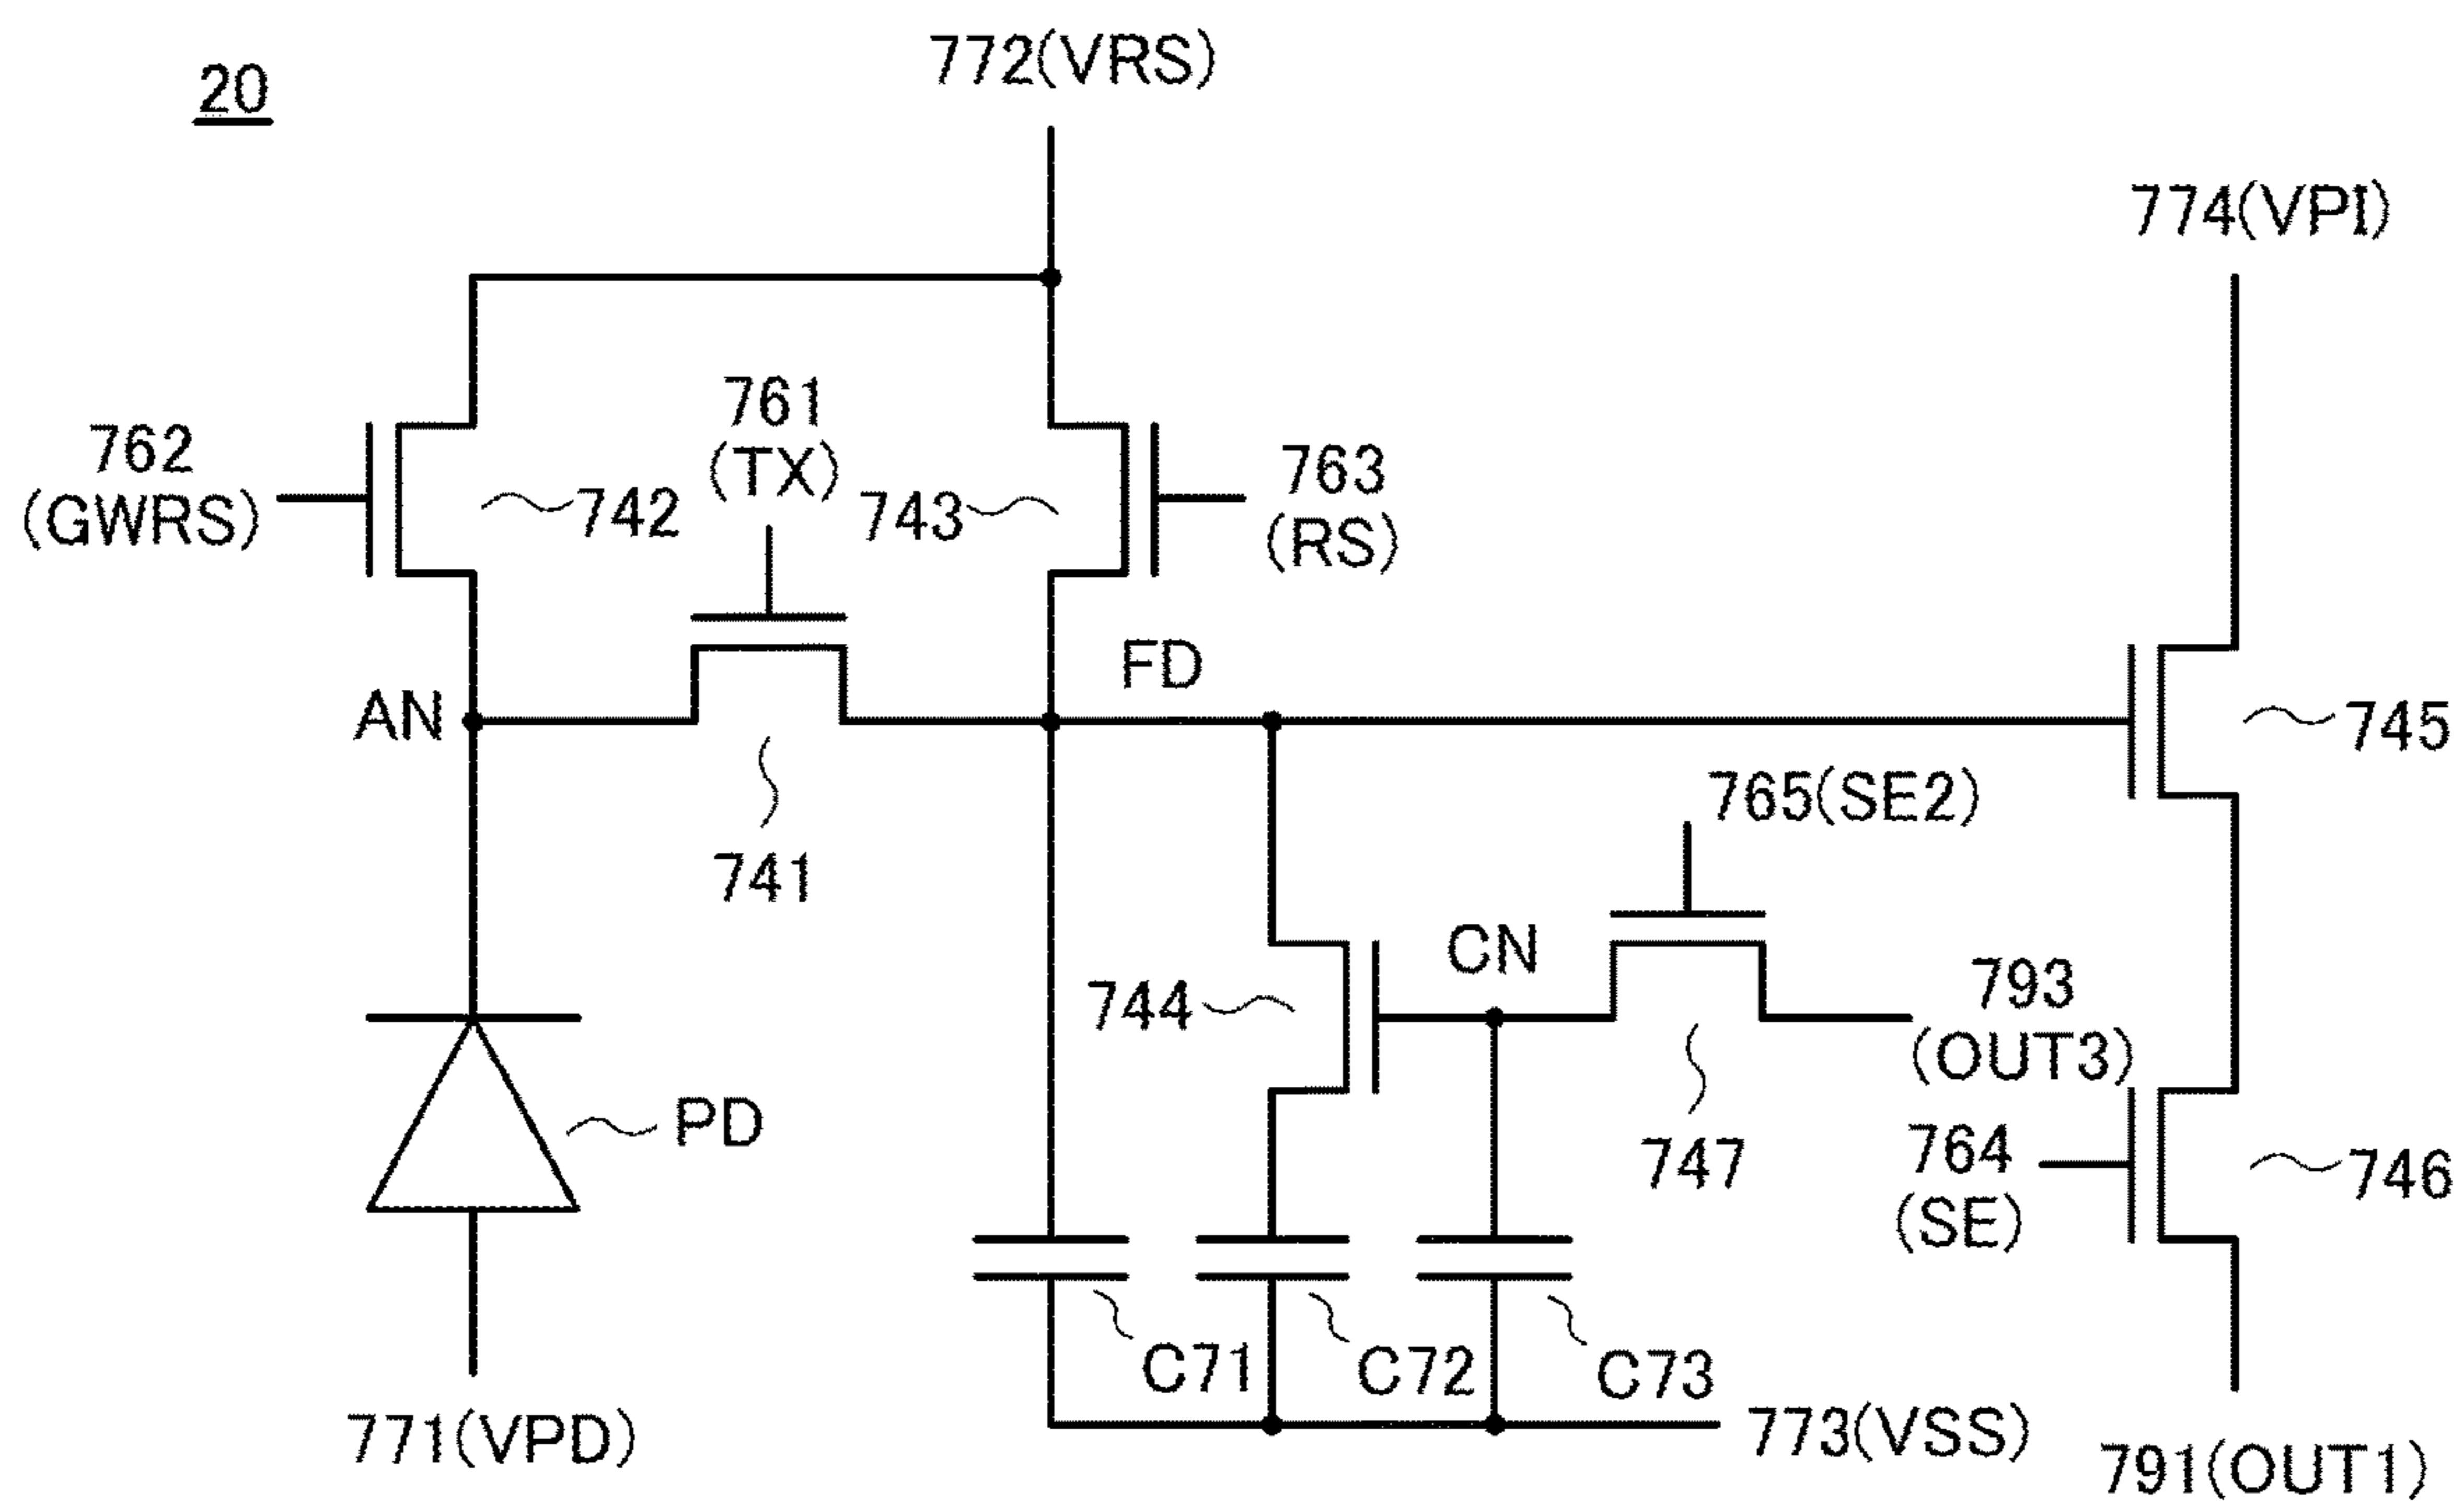 20
772(VRS)
774(VPI)
762
(GWRS)
742
761
(TX)
743
763
(RS)
AN
FD
745
741
765(SE2)
744
CN
793
(OUT3)
747
764
(SE)
746
PD
C71
C72
C73
771(VPD)
773(VSS)
791(OUT1)